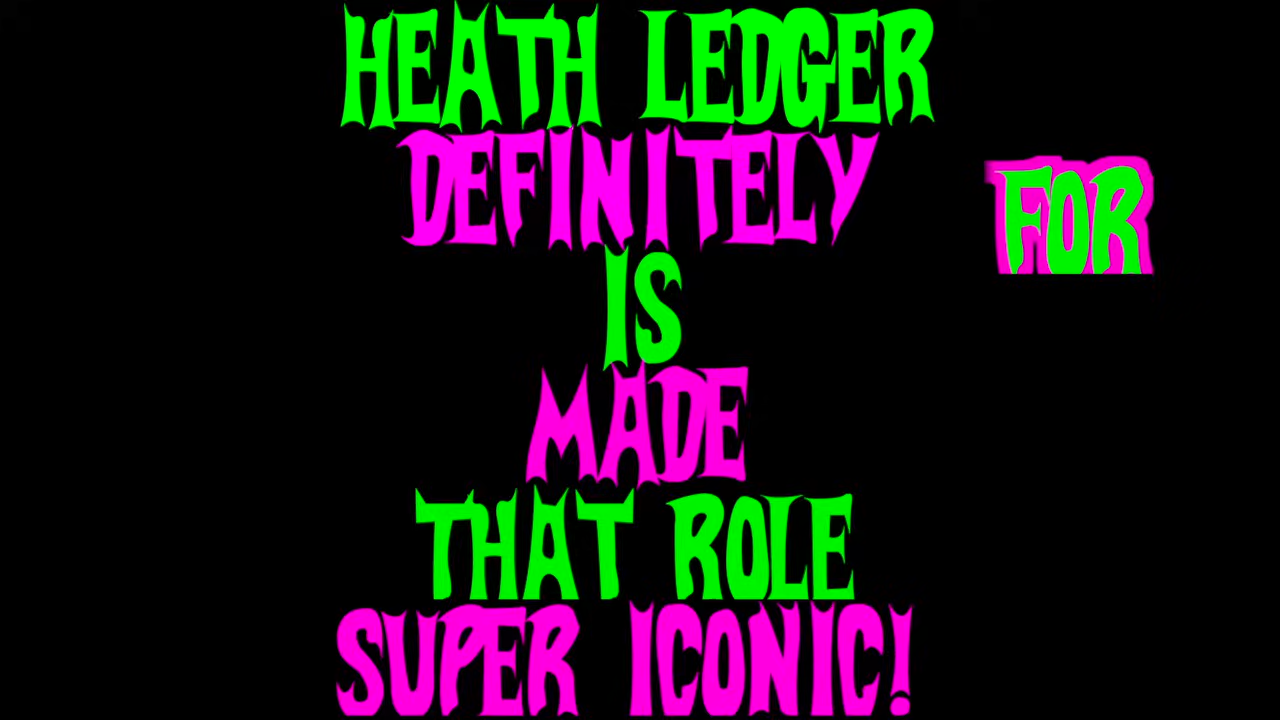 HEATH LEDGER
DEFINITELY
FOR
IS
MADE
THAT ROLE
SUPER ICONIC!